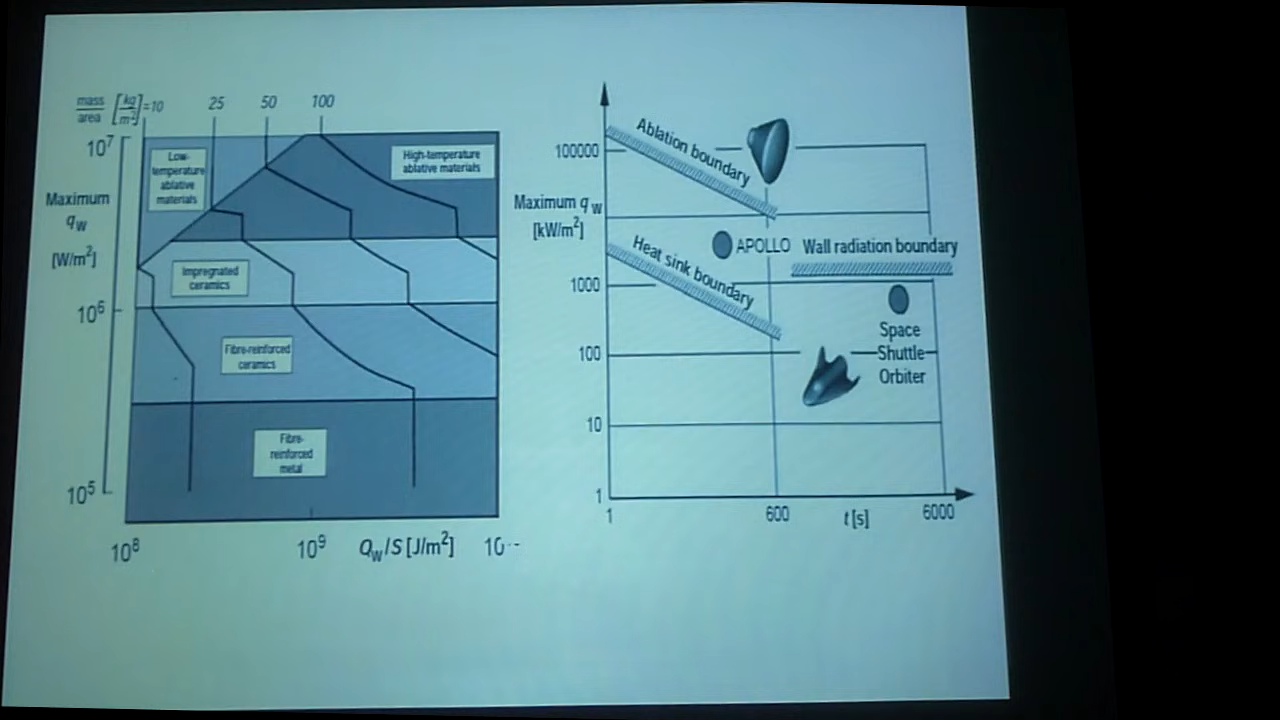 mass
area [kg/m²]=10 25 50 100
10⁷
Maximum
q_W
[W/m²]
10⁶
10⁵
Low-
temperature
ablative
materials
High-temperature
ablative materials
Impregnated
ceramics
Fibre-reinforced
ceramics
Fibre-
reinforced
metal
10⁸ 10⁹ Q_W/S [J/m²]
Maximum q_W
[kW/m²]
100000
1000
100
10
1
Ablation boundary
APOLLO Wall radiation boundary
Heat sink boundary
Space
Shuttle
Orbiter
1 600 t [s] 6000